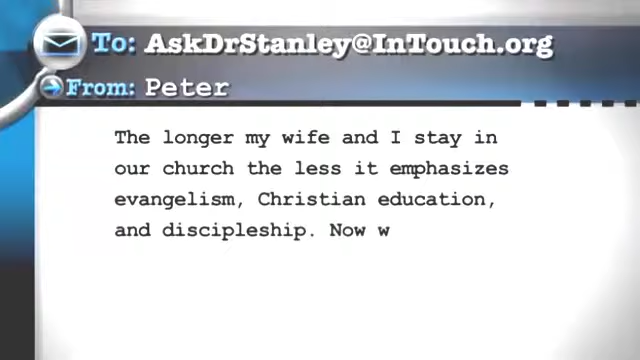 To: AskDrStanley@InTouch.org
From: Peter
The longer my wife and I stay in
our church the less it emphasizes
evangelism, Christian education,
and discipleship. Now w